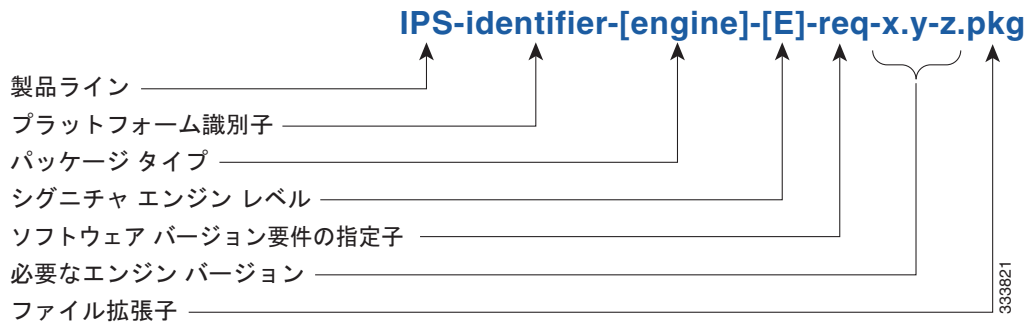 IPS-identifier-[engine]-[E]-req-x.y-z.pkg
製品ライン
プラットフォーム識別子
パッケージ タイプ
シグニチャ エンジン レベル
ソフトウェア バージョン要件の指定子
必要なエンジン バージョン
ファイル拡張子
333821